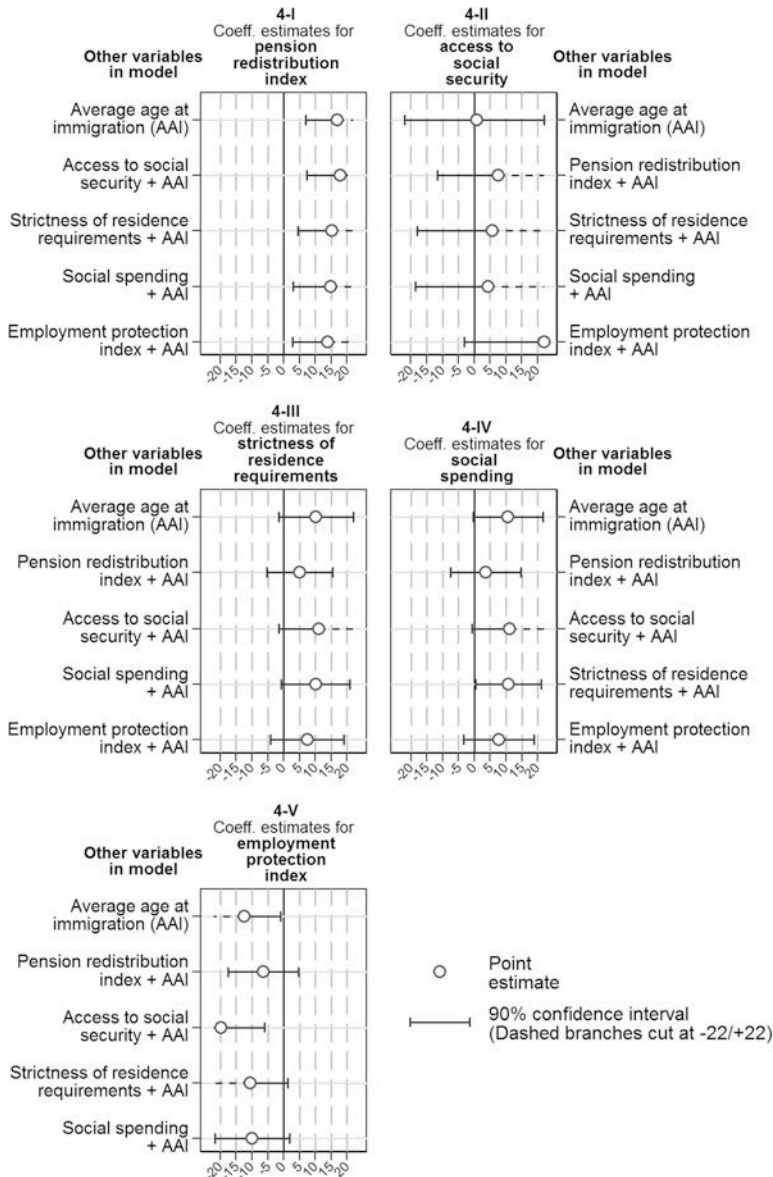 4-I
Coeff. estimates for
pension
redistribution
index
Other variables
in model
Average age at
immigration (AAI)
Access to social
security + AAI
Strictness of residence
requirements + AAI
Social spending
+ AAI
Employment protection
index + AAI
-20 -15 -10 -5 0 5 10 15 20
4-II
Coeff. estimates for
access to
social
security
Other variables
in model
Average age at
immigration (AAI)
Pension redistribution
index + AAI
Strictness of residence
requirements + AAI
Social spending
+ AAI
Employment protection
index + AAI
-20 -15 -10 -5 0 5 10 15 20
4-III
Coeff. estimates for
strictness of
residence
requirements
Other variables
in model
Average age at
immigration (AAI)
Pension redistribution
index + AAI
Access to social
security + AAI
Social spending
+ AAI
Employment protection
index + AAI
-20 -15 -10 -5 0 5 10 15 20
4-IV
Coeff. estimates for
social
spending
Other variables
in model
Average age at
immigration (AAI)
Pension redistribution
index + AAI
Access to social
security + AAI
Strictness of residence
requirements + AAI
Employment protection
index + AAI
-20 -15 -10 -5 0 5 10 15 20
4-V
Coeff. estimates for
employment
protection
index
Other variables
in model
Average age at
immigration (AAI)
Pension redistribution
index + AAI
Access to social
security + AAI
Strictness of residence
requirements + AAI
Social spending
+ AAI
-20 -15 -10 -5 0 5 10 15 20
Point
estimate
90% confidence interval
(Dashed branches cut at -22/+22)